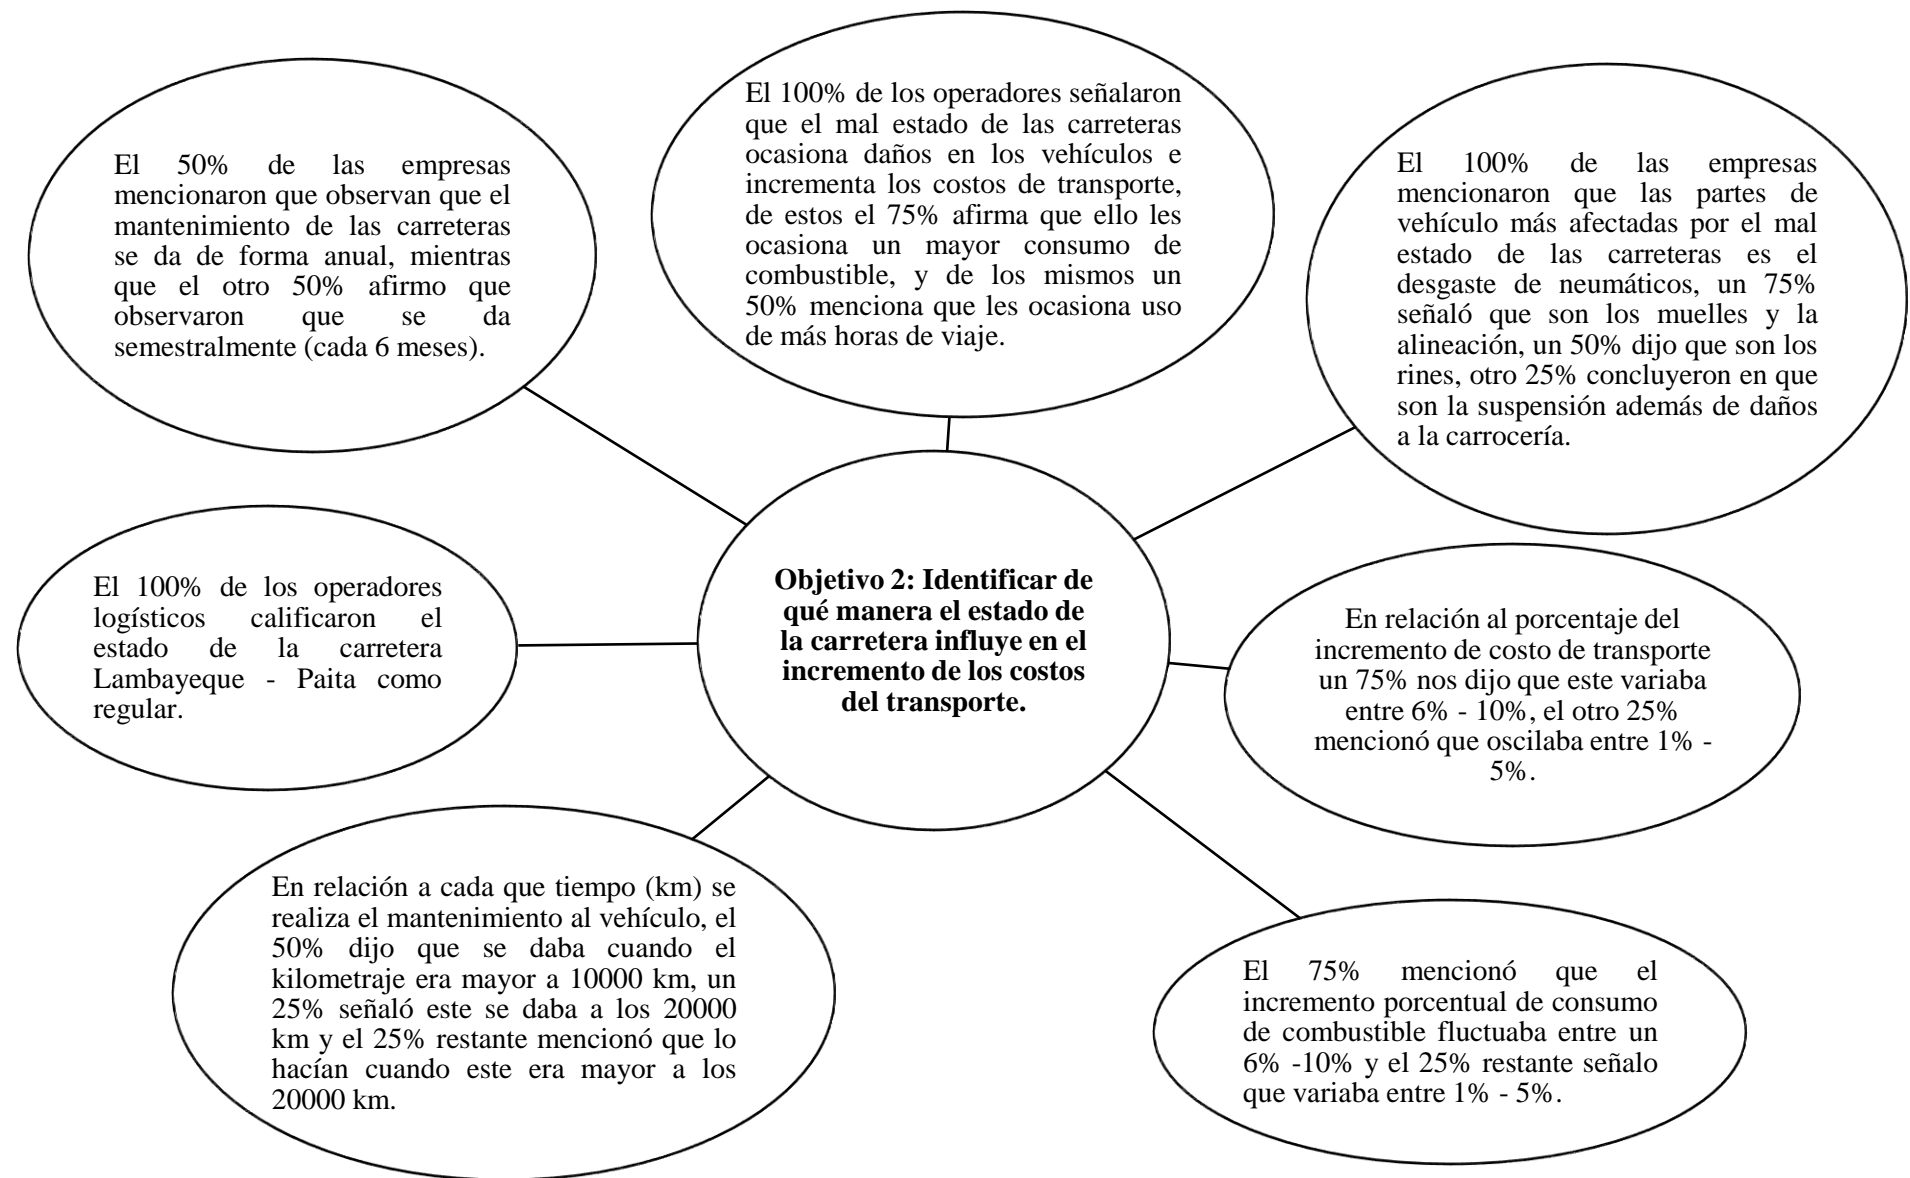 El 100% de los operadores señalaron
que el mal estado de las carreteras
ocasiona daños en los vehículos e
incrementa los costos de transporte,
de estos el 75% afirma que ello les
ocasiona un mayor consumo de
combustible, y de los mismos un
50% menciona que les ocasiona uso
de más horas de viaje.
El 50% de las empresas
mencionaron que observan que el
mantenimiento de las carreteras
se da de forma anual, mientras
que el otro 50% afirmo que
observaron que se da
semestralmente (cada 6 meses).
El 100% de las empresas
mencionaron que las partes de
vehículo más afectadas por el mal
estado de las carreteras es el
desgaste de neumáticos, un 75%
señaló que son los muelles y la
alineación, un 50% dijo que son los
rines, otro 25% concluyeron en que
son la suspensión además de daños
a la carrocería.
Objetivo 2: Identificar de
qué manera el estado de
la carretera influye en el
incremento de los costos
del transporte.
El 100% de los operadores
logísticos calificaron el
estado de la carretera
Lambayeque - Paita como
regular.
En relación al porcentaje del
incremento de costo de transporte
un 75% nos dijo que este variaba
entre 6% - 10%, el otro 25%
mencionó que oscilaba entre 1% -
5%.
En relación a cada que tiempo (km) se
realiza el mantenimiento al vehículo, el
50% dijo que se daba cuando el
kilometraje era mayor a 10000 km, un
25% señaló este se daba a los 20000
km y el 25% restante mencionó que lo
hacían cuando este era mayor a los
20000 km.
El 75% mencionó que el
incremento porcentual de consumo
de combustible fluctuaba entre un
6% -10% y el 25% restante señalo
que variaba entre 1% - 5%.